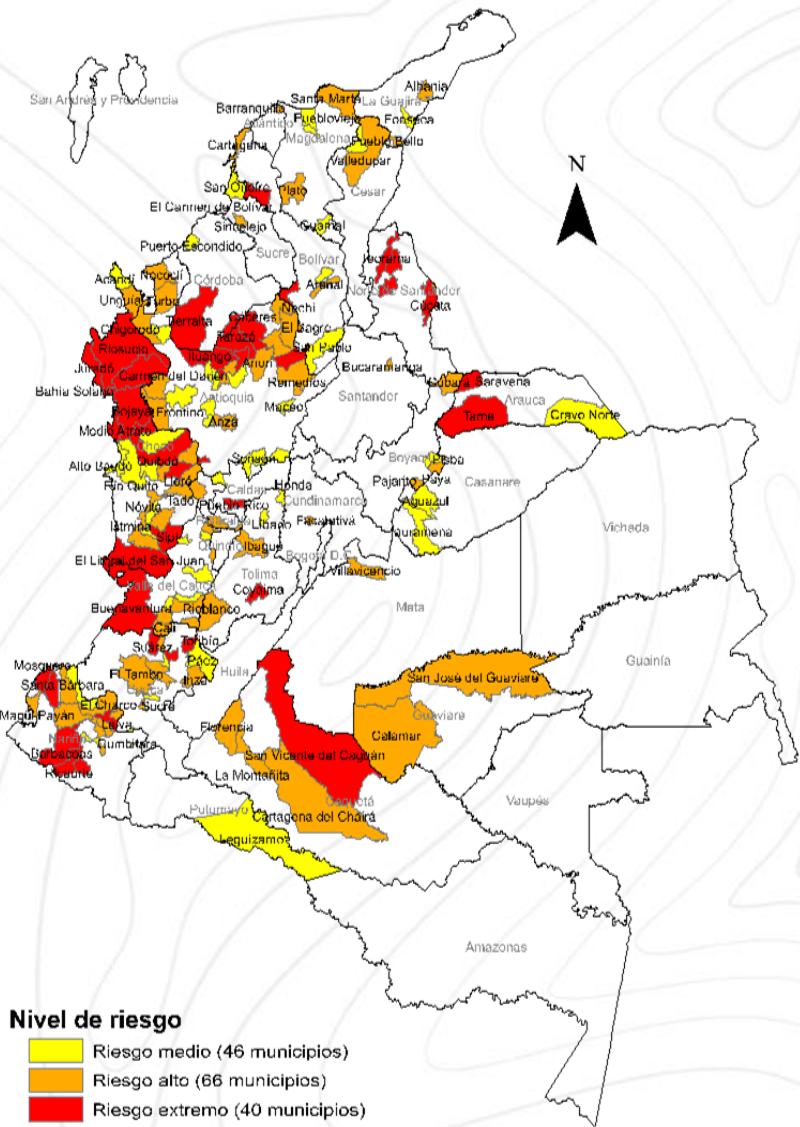 Albania
Santa Marta
La Guajira
San Andres y Providencia
Barranquilla
Atlántico
Puebloviejo
Fonseca
Magdalena
Pueblo Bello
Cartagena
Valledupar
N
San Onofre
Plato
Cesar
El Carmen de Bolívar
Sincelejo
Guamal
Puerto Escondido
Sucre
Bolívar
Acandí
Necoclí
Córdoba
Arenal
Norte de Santander
Unguía
Turbo
Nechí
Cúcuta
Chigorodó
Tierralta
Cáceres
El Bagre
Riosucio
Tarazá
San Pablo
Ituango
Anorí
Juradó
Carmen del Darién
Bucaramanga
Remedios
Cubará
Saravena
Bahía Solano
Antioquia
Santander
Arauca
Bojaya
Frontino
Maceo
Tame
Cravo Norte
Anza
Medio Atrato
Chocó
Alto Baudó
Quibdó
Sonsón
Boyacá
Pisba
Río Quito
Lloró
Caldas
Honda
Pajarito
Paya
Casanare
Tadó
Pueblo Rico
Cundinamarca
Aguazul
Nóvita
Líbano
Facatativá
Vichada
Istmina
Quindío
Ibagué
Sipí
Bogotá D.C.
El Litoral del San Juan
Tolima
Villavicencio
Valle del Cauca
Coyaima
Buenaventura
Rioblanco
Meta
Cali
Suárez
Toribío
Mosquera
Páez
Huila
Guainía
Santa Bárbara
El Tambo
Inzá
San José del Guaviare
El Charco
Sucre
Magüí Payán
Guaviare
Florencia
Calamar
Nariño
Cumbitara
Barbacoas
San Vicente del Caguán
Ricaurte
La Montañita
Caquetá
Vaupés
Putumayo
Cartagena del Chairá
Leguízamo
Amazonas
Nivel de riesgo
Riesgo medio (46 municipios)
Riesgo alto (66 municipios)
Riesgo extremo (40 municipios)